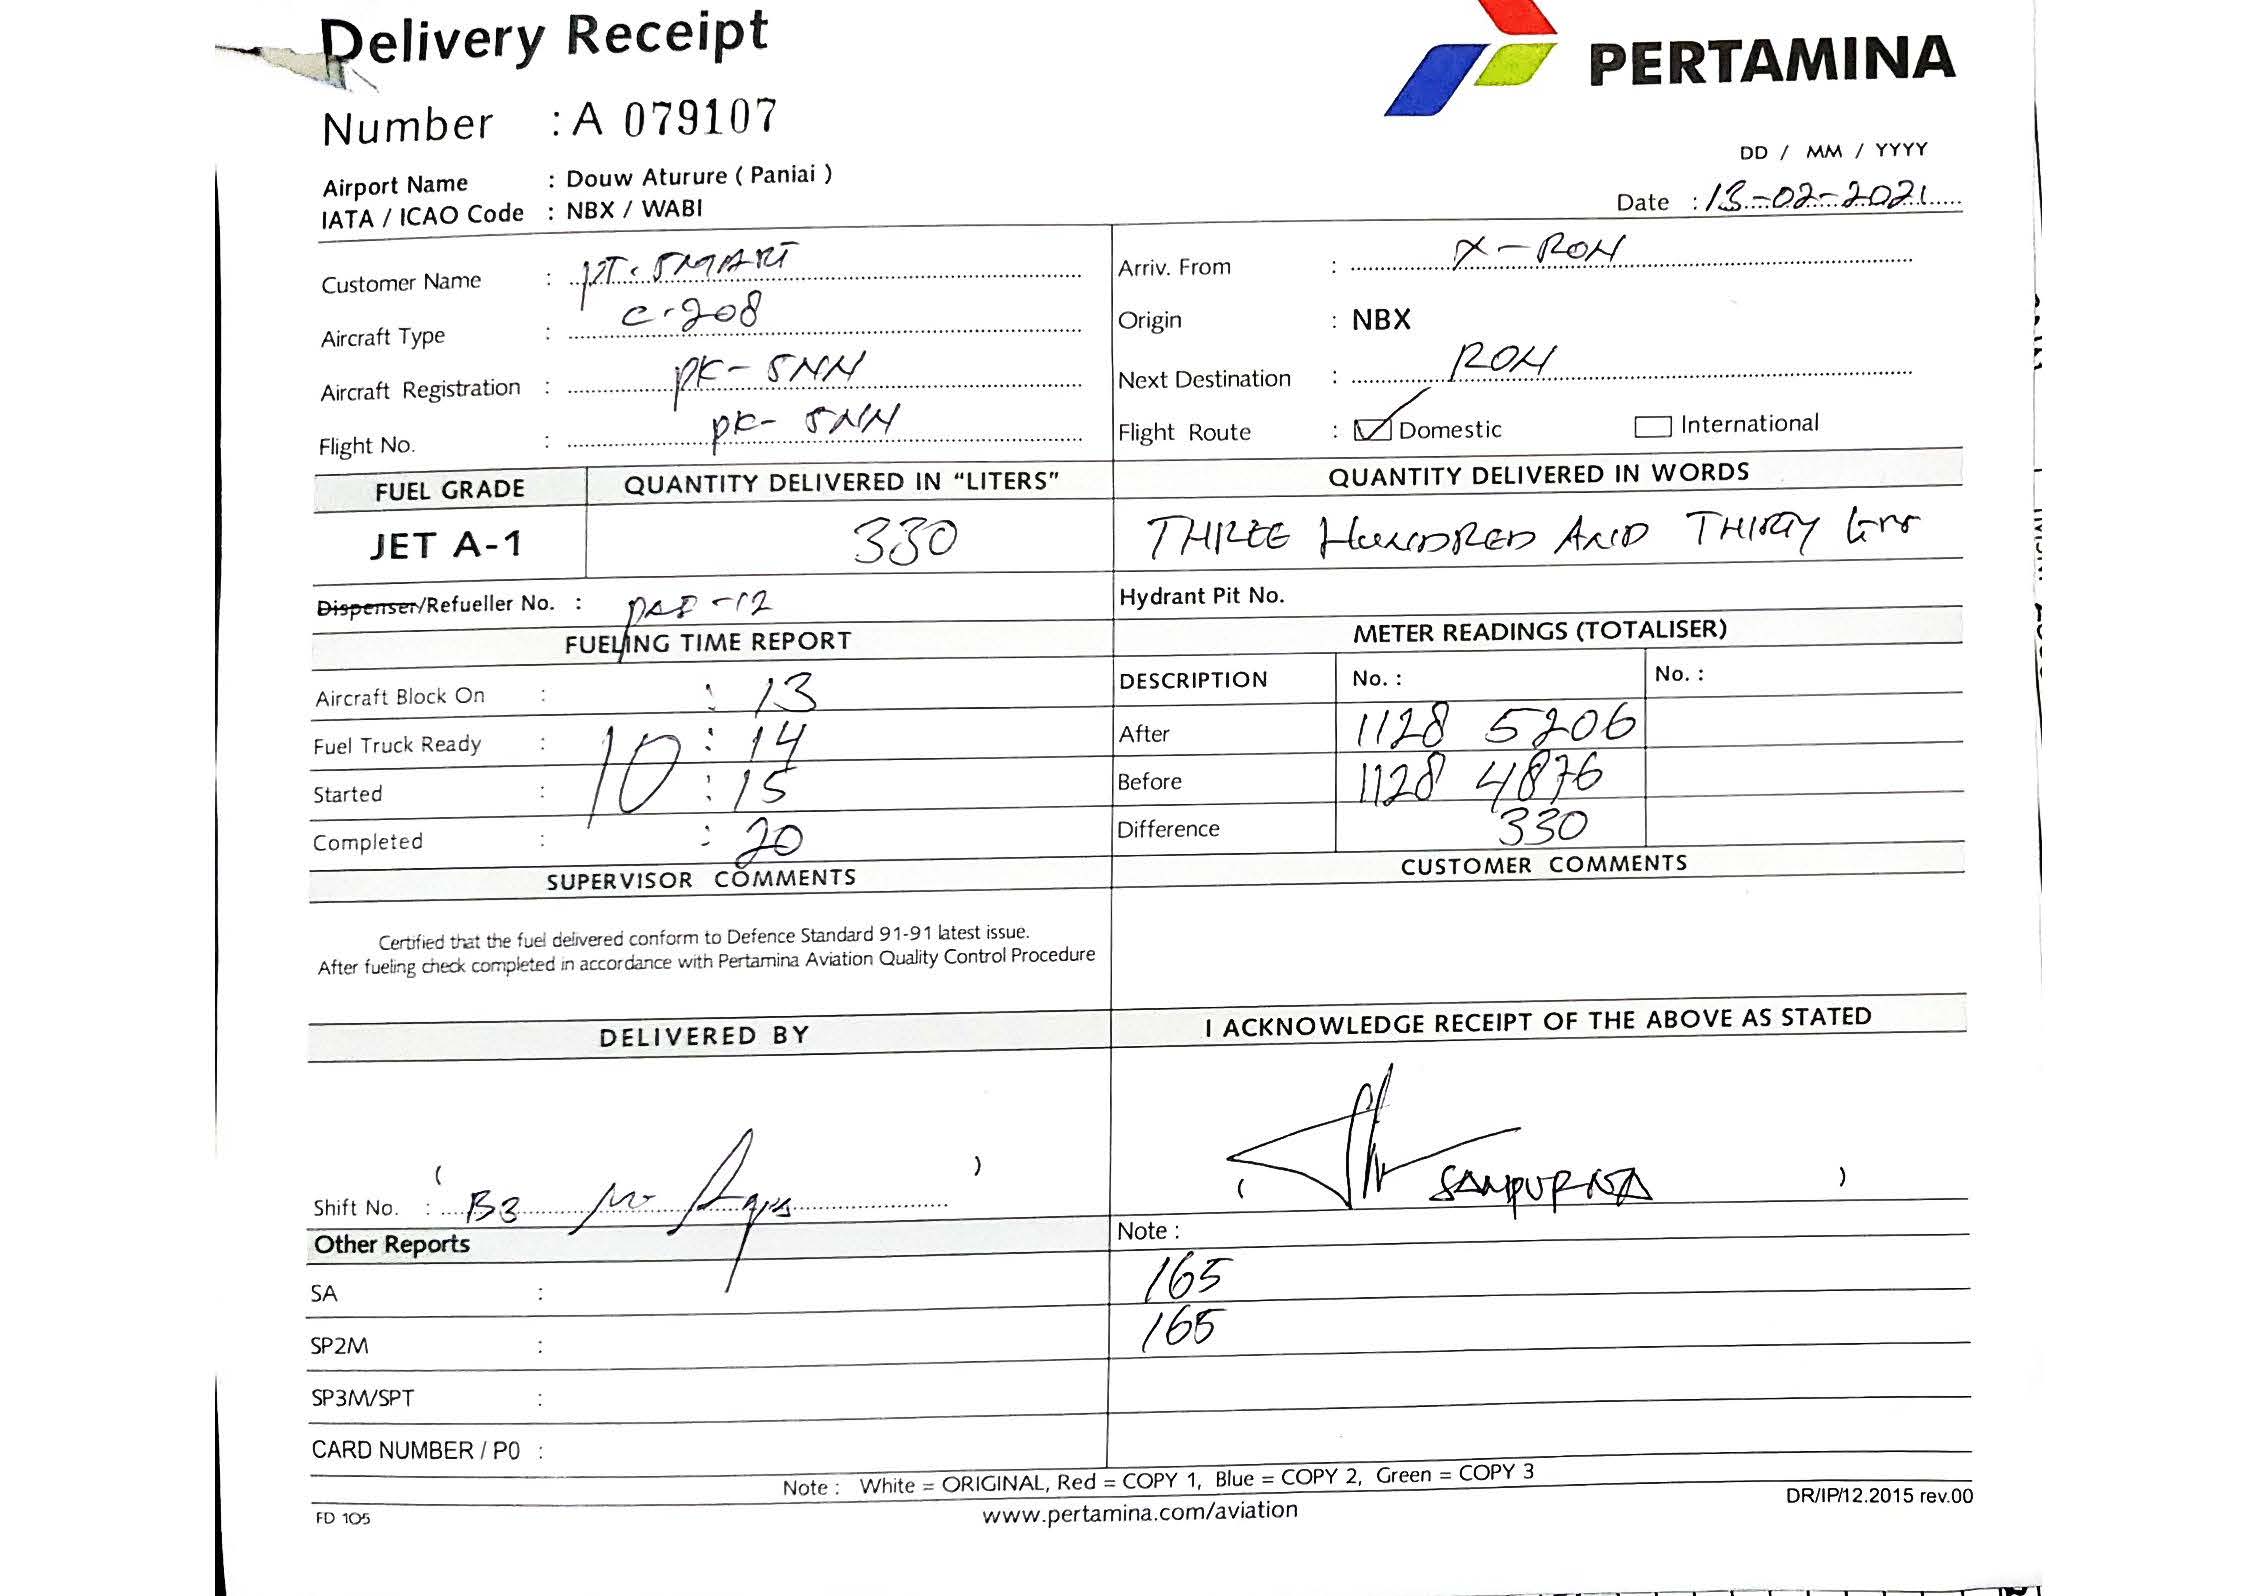 Delivery Receipt
PERTAMINA
Number : A 079107
DD / MM / YYYY
Airport Name : Douw Aturure ( Paniai )
Date : 13-02-2021
IATA / ICAO Code : NBX / WABI
Customer Name : PT. SMART
Arriv. From : X - ROH
Aircraft Type : C-208
Origin : NBX
Aircraft Registration : PK- SNN
Next Destination : ROH
Flight No. : PK- SNN
Flight Route : Domestic International
FUEL GRADE QUANTITY DELIVERED IN “LITERS” QUANTITY DELIVERED IN WORDS
JET A-1 330 THREE HUNDRED AND THIRTY
Dispenser/Refueller No. : -12
Hydrant Pit No.
FUELING TIME REPORT METER READINGS (TOTALISER)
DESCRIPTION No. : No. :
Aircraft Block On : : 13
After 1128 5206
Fuel Truck Ready : 10 : 14
Before 1128 4876
Started : : 15
Difference 330
Completed : : 20
SUPERVISOR COMMENTS CUSTOMER COMMENTS
Certified that the fuel delivered conform to Defence Standard 91-91 latest issue.
After fueling check completed in accordance with Pertamina Aviation Quality Control Procedure
DELIVERED BY I ACKNOWLEDGE RECEIPT OF THE ABOVE AS STATED
( )
( SAMPURNA )
Shift No. : B3
Other Reports Note :
SA : 165
SP2M : 165
SP3M/SPT :
CARD NUMBER / P0 :
Note : White = ORIGINAL, Red = COPY 1, Blue = COPY 2, Green = COPY 3
FD 105 www.pertamina.com/aviation DR/IP/12.2015 rev.00